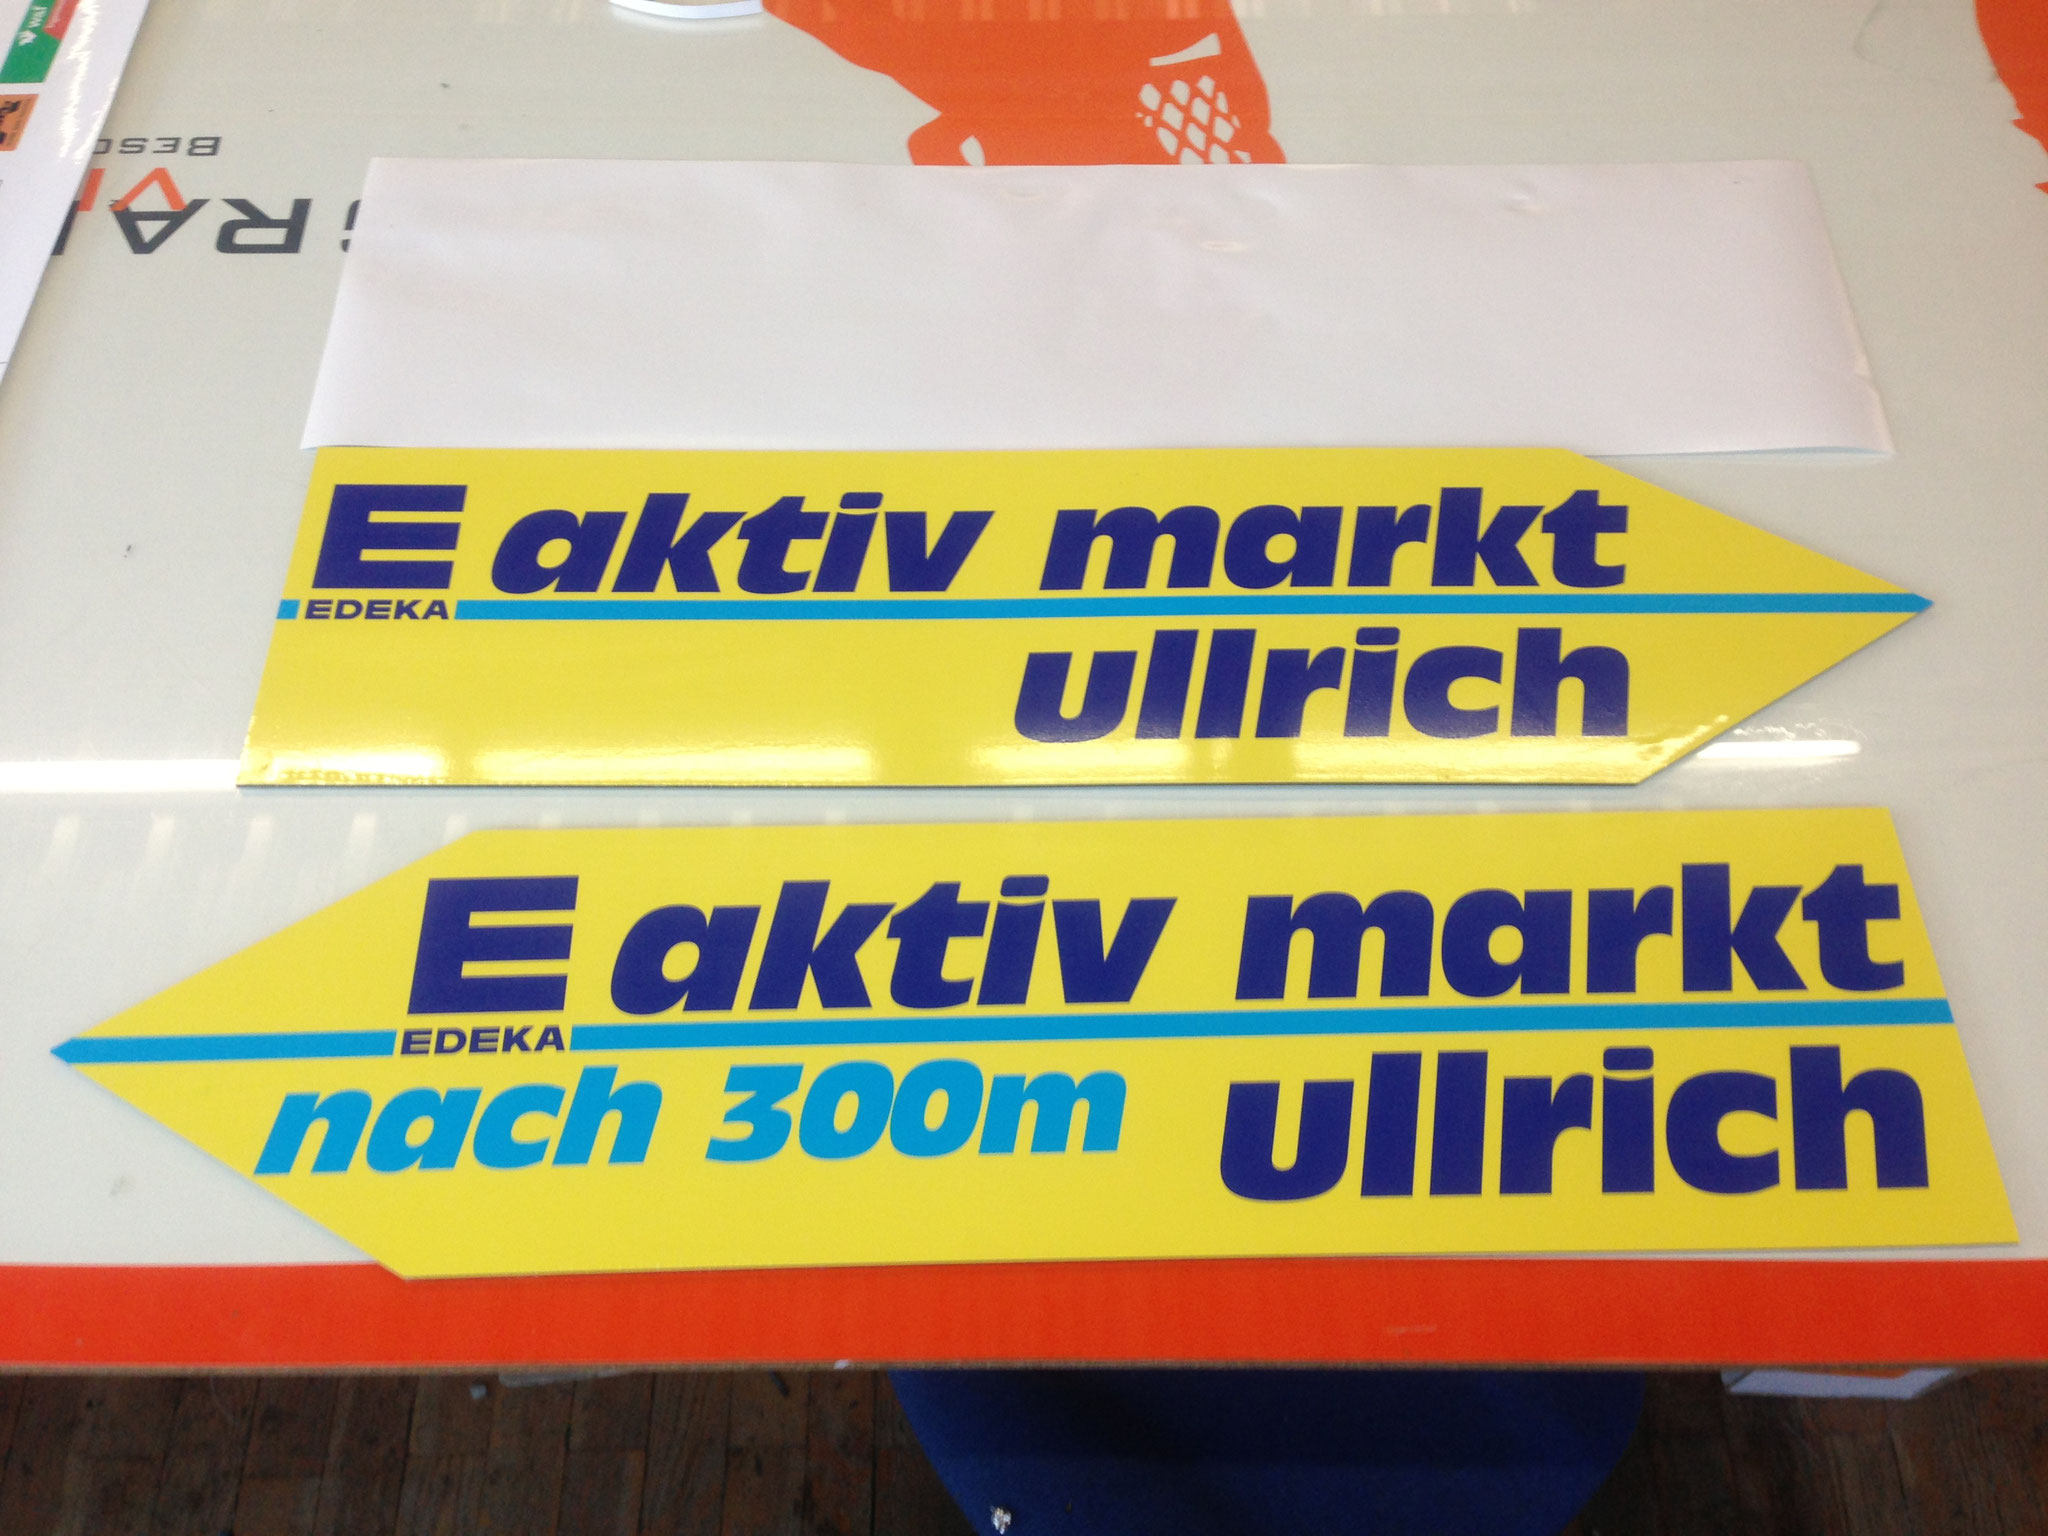 E aktiv markt
EDEKA
ullrich
E aktiv markt
EDEKA
nach 300m ullrich